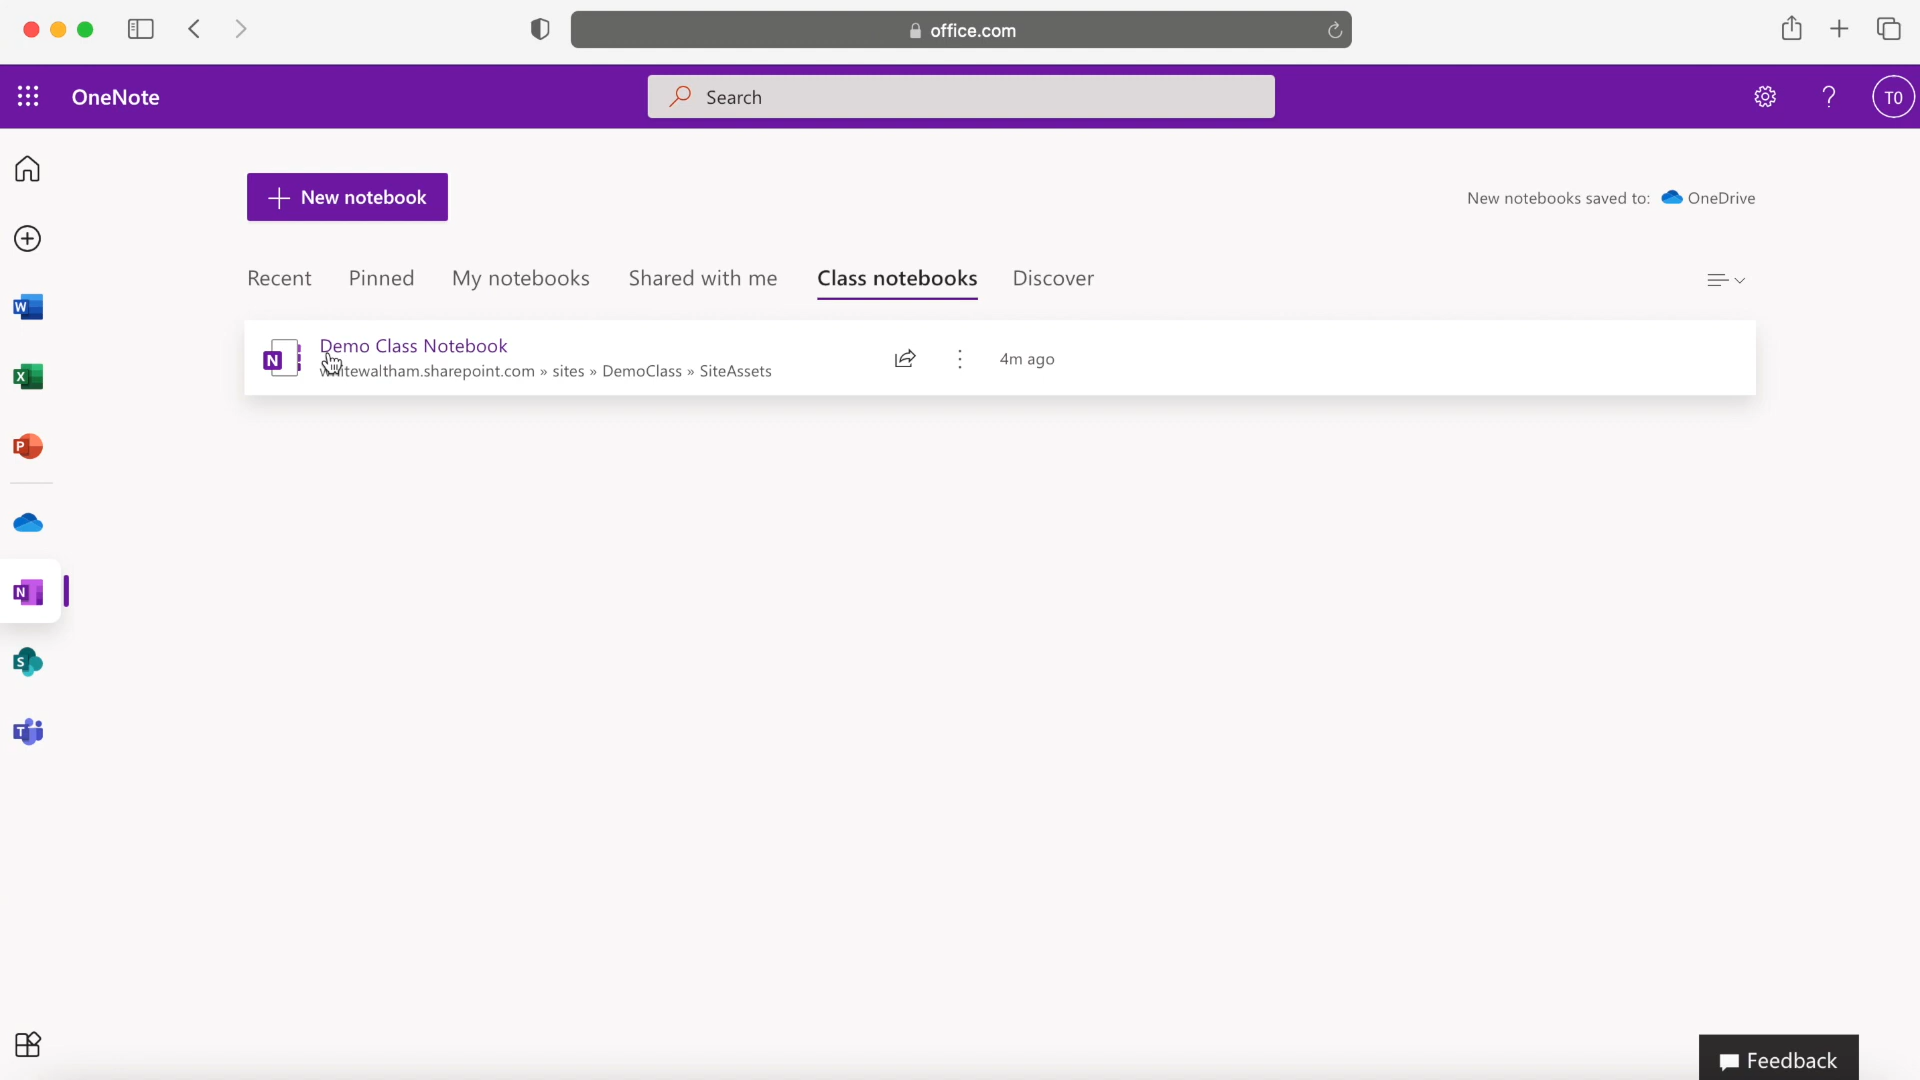 office.com
OneNote
Search
?
T0
New notebook
New notebooks saved to: OneDrive
Recent Pinned My notebooks Shared with me Class notebooks Discover
W
Demo Class Notebook
N
4m ago
sharepoint.com » sites » DemoClass » SiteAssets
X
P
N
S
T
Feedback